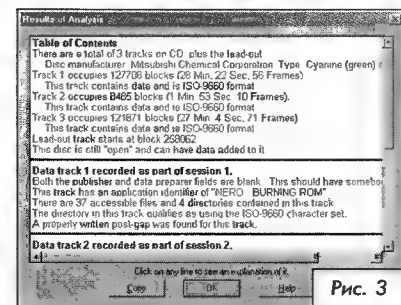 Results of Analysis
Table of Contents
There are a total of 3 tracks on CD plus the lead-out
Disc manufacturer Mitsubishi Chemical Corporation Type Cyanine (green)
Track 1 occupies 127706 blocks (28 Min, 22 Sec, 56 Frames)
This track contains data and is ISO-9660 format
Track 2 occupies 8485 blocks (1 Min 53 Sec 10 Frames).
This track contains data and is ISO-9660 format
Track 3 occupies 121871 blocks (27 Min 4 Sec, 71 Frames)
This track contains data and is ISO-9660 format
Lead-out track starts at block 258062
This disc is still "open" and can have data added to it
Data track 1 recorded as part of session 1.
Both the publisher and data preparer fields are blank This should have
This track has an application identifier of "NERO BURNING ROM"
There are 37 accessible files and 4 directories contained in this track
The directory in this track qualifies as using the ISO-9660 character set.
A properly written post-gap was found for this track.
Data track 2 recorded as part of session 2.
Click on any line to see an explanation of it.
Copy OK Help
Рис. 3